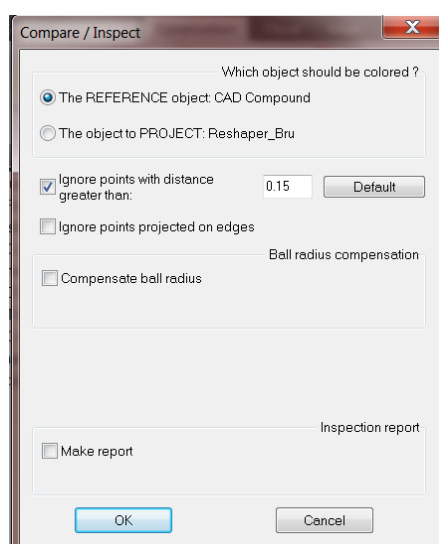 Compare / Inspect
Which object should be colored ?
The REFERENCE object: CAD Compound
The object to PROJECT: Reshaper_Bru
Ignore points with distance
greater than:
0.15
Default
Ignore points projected on edges
Ball radius compensation
Compensate ball radius
Inspection report
Make report
OK
Cancel